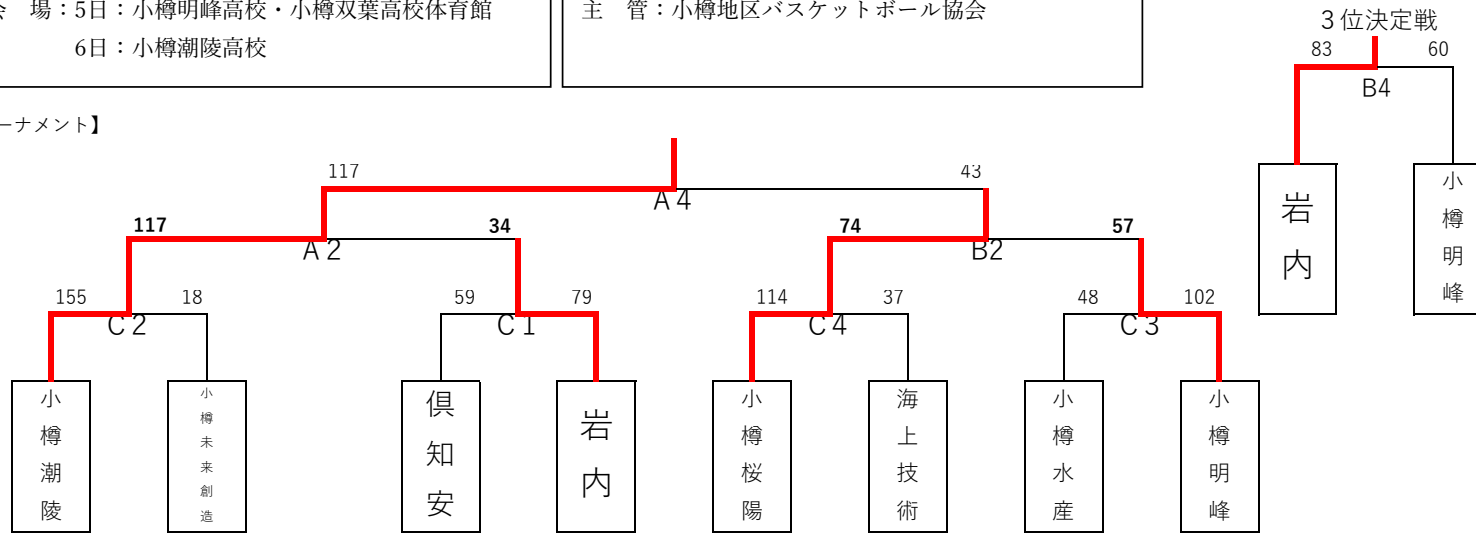 会　場：5日：小樽明峰高校・小樽双葉高校体育館
6日：小樽潮陵高校
主　管：小樽地区バスケットボール協会
３位決定戦
83
60
B4
岩内
小樽明峰
ーナメント】
117
43
A４
117
34
74
57
A２
B2
155
18
59
79
114
37
48
102
C２
C１
C４
C３
小樽潮陵
小樽未来創造
倶知安
岩内
小樽桜陽
海上技術
小樽水産
小樽明峰